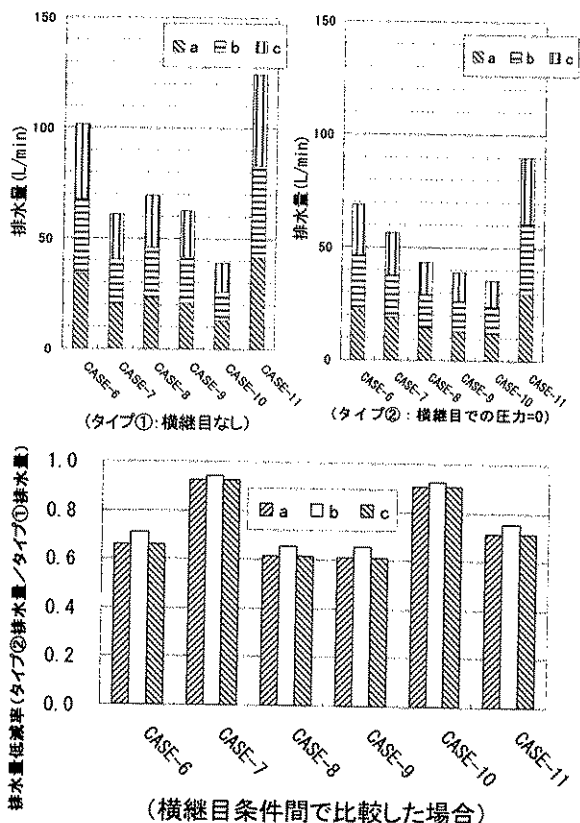 150
100
50
0
排水量(L/min)
a b c
CASE-6
CASE-7
CASE-8
CASE-9
CASE-10
CASE-11
(タイプ①:横継目なし)
150
100
50
0
排水量(L/min)
a b c
CASE-6
CASE-7
CASE-8
CASE-9
CASE-10
CASE-11
(タイプ②:横継目での圧力=0)
排水量低減率(タイプ②排水量/タイプ①排水量)
1.0
0.8
0.6
0.4
0.2
0.0
a b c
CASE-6
CASE-7
CASE-8
CASE-9
CASE-10
CASE-11
(横継目条件間で比較した場合)